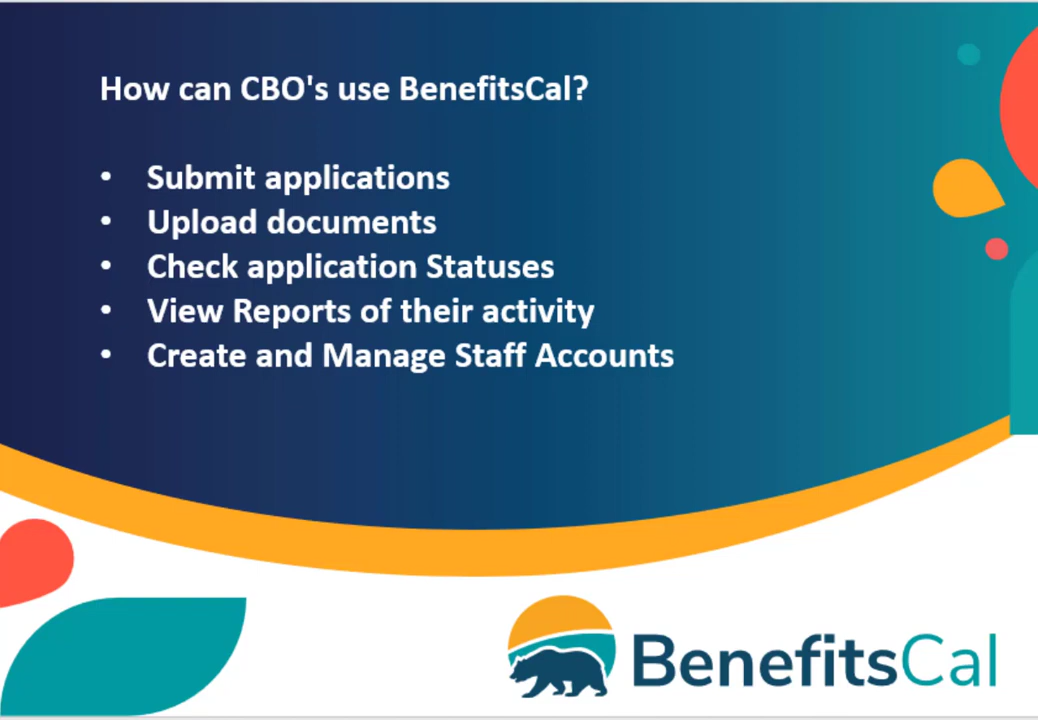 How can CBO's use BenefitsCal?
• Submit applications
• Upload documents
• Check application Statuses
• View Reports of their activity
• Create and Manage Staff Accounts
BenefitsCal